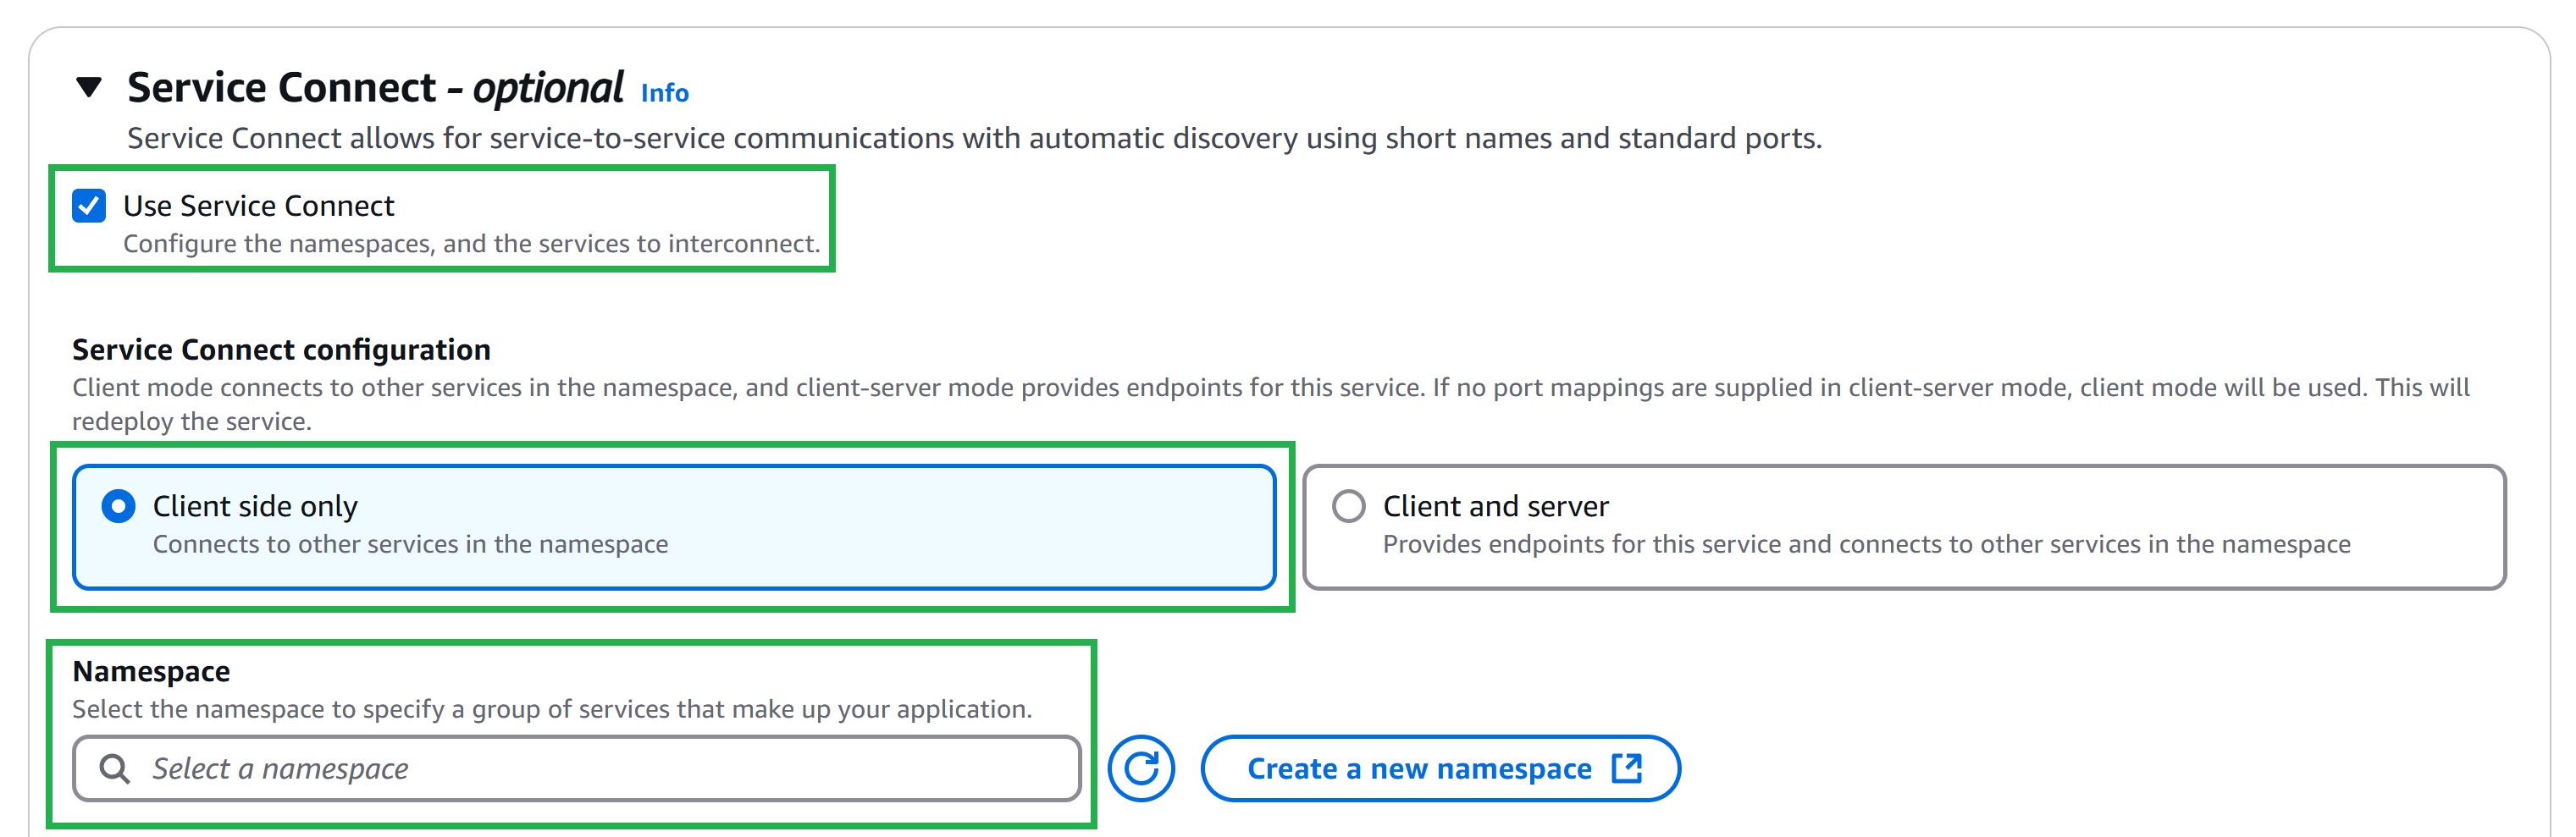 Service Connect - optional Info
Service Connect allows for service-to-service communications with automatic discovery using short names and standard ports.
Use Service Connect
Configure the namespaces, and the services to interconnect.
Service Connect configuration
Client mode connects to other services in the namespace, and client-server mode provides endpoints for this service. If no port mappings are supplied in client-server mode, client mode will be used. This will
redeploy the service.
Client side only
Connects to other services in the namespace
Client and server
Provides endpoints for this service and connects to other services in the namespace
Namespace
Select the namespace to specify a group of services that make up your application.
Select a namespace
Create a new namespace